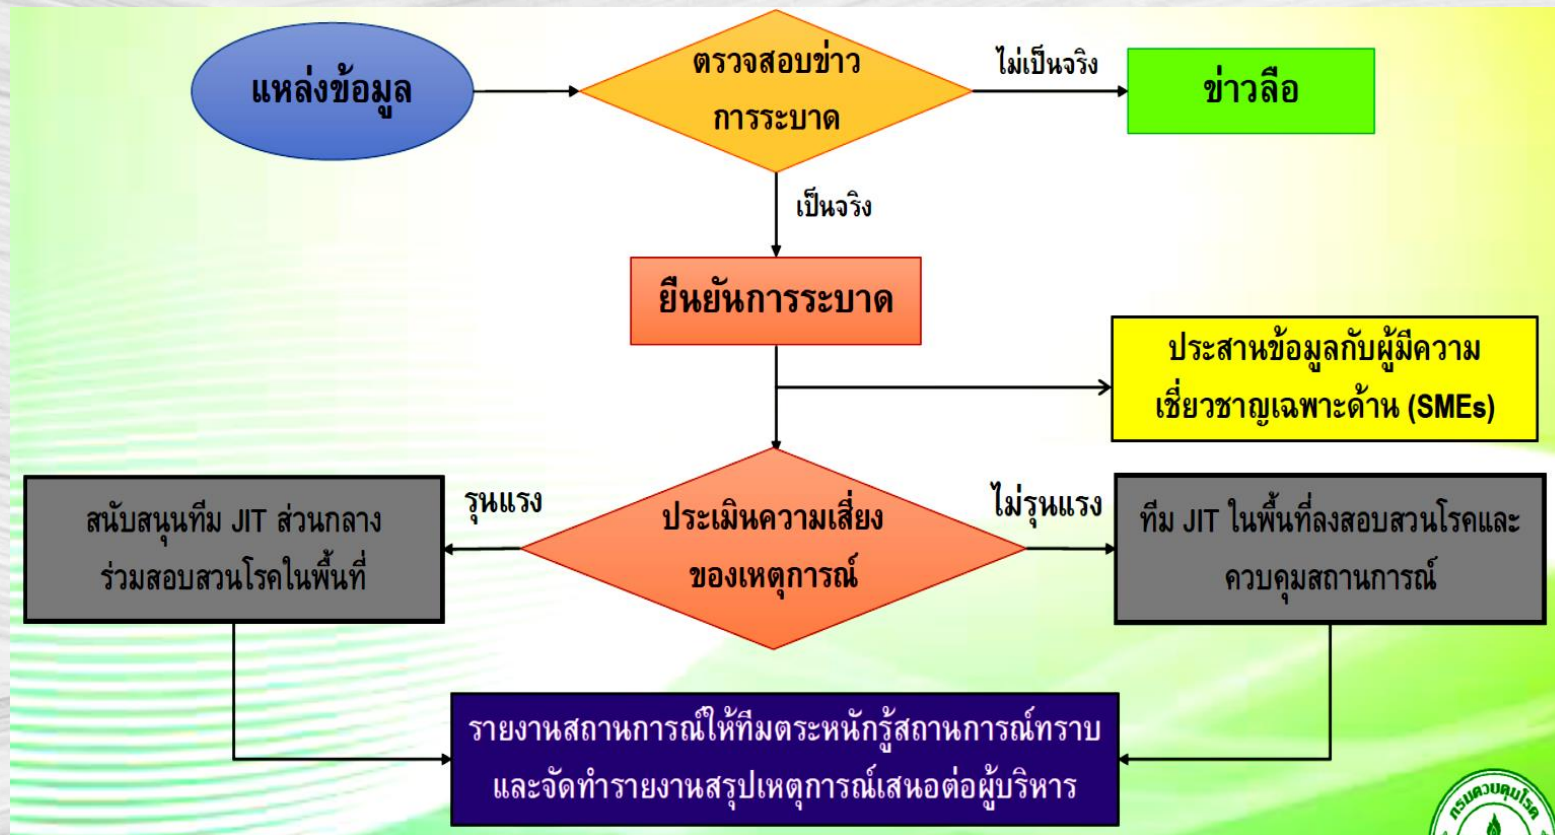 แหล่งข้อมูล
ตรวจสอบข่าว
การระบาด
ไม่เป็นจริง
ข่าวลือ
เป็นจริง
ยืนยันการระบาด
ประสานข้อมูลกับผู้มีความ
เชี่ยวชาญเฉพาะด้าน (SMEs)
รุนแรง
ประเมินความเสี่ยง
ของเหตุการณ์
ไม่รุนแรง
สนับสนุนทีม JIT ส่วนกลาง
ร่วมสอบสวนโรคในพื้นที่
ทีม JIT ในพื้นที่ลงสอบสวนโรคและ
ควบคุมสถานการณ์
รายงานสถานการณ์ให้ทีมตระหนักรู้สถานการณ์ทราบ
และจัดทำรายงานสรุปเหตุการณ์เสนอต่อผู้บริหาร
กรมควบคุมโรค